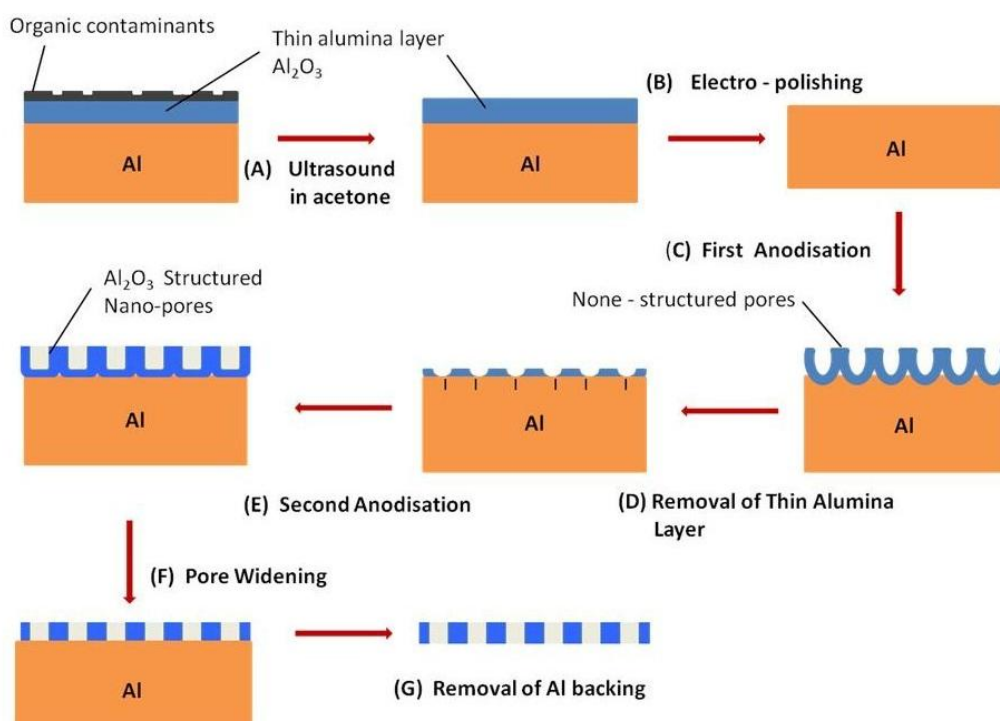 Organic contaminants
Thin alumina layer
Al₂O₃
Al
(A) Ultrasound
in acetone
Al
(B) Electro - polishing
Al
(C) First Anodisation
None - structured pores
Al₂O₃ Structured
Nano-pores
Al
Al
Al
(D) Removal of Thin Alumina
Layer
(E) Second Anodisation
(F) Pore Widening
Al
(G) Removal of Al backing